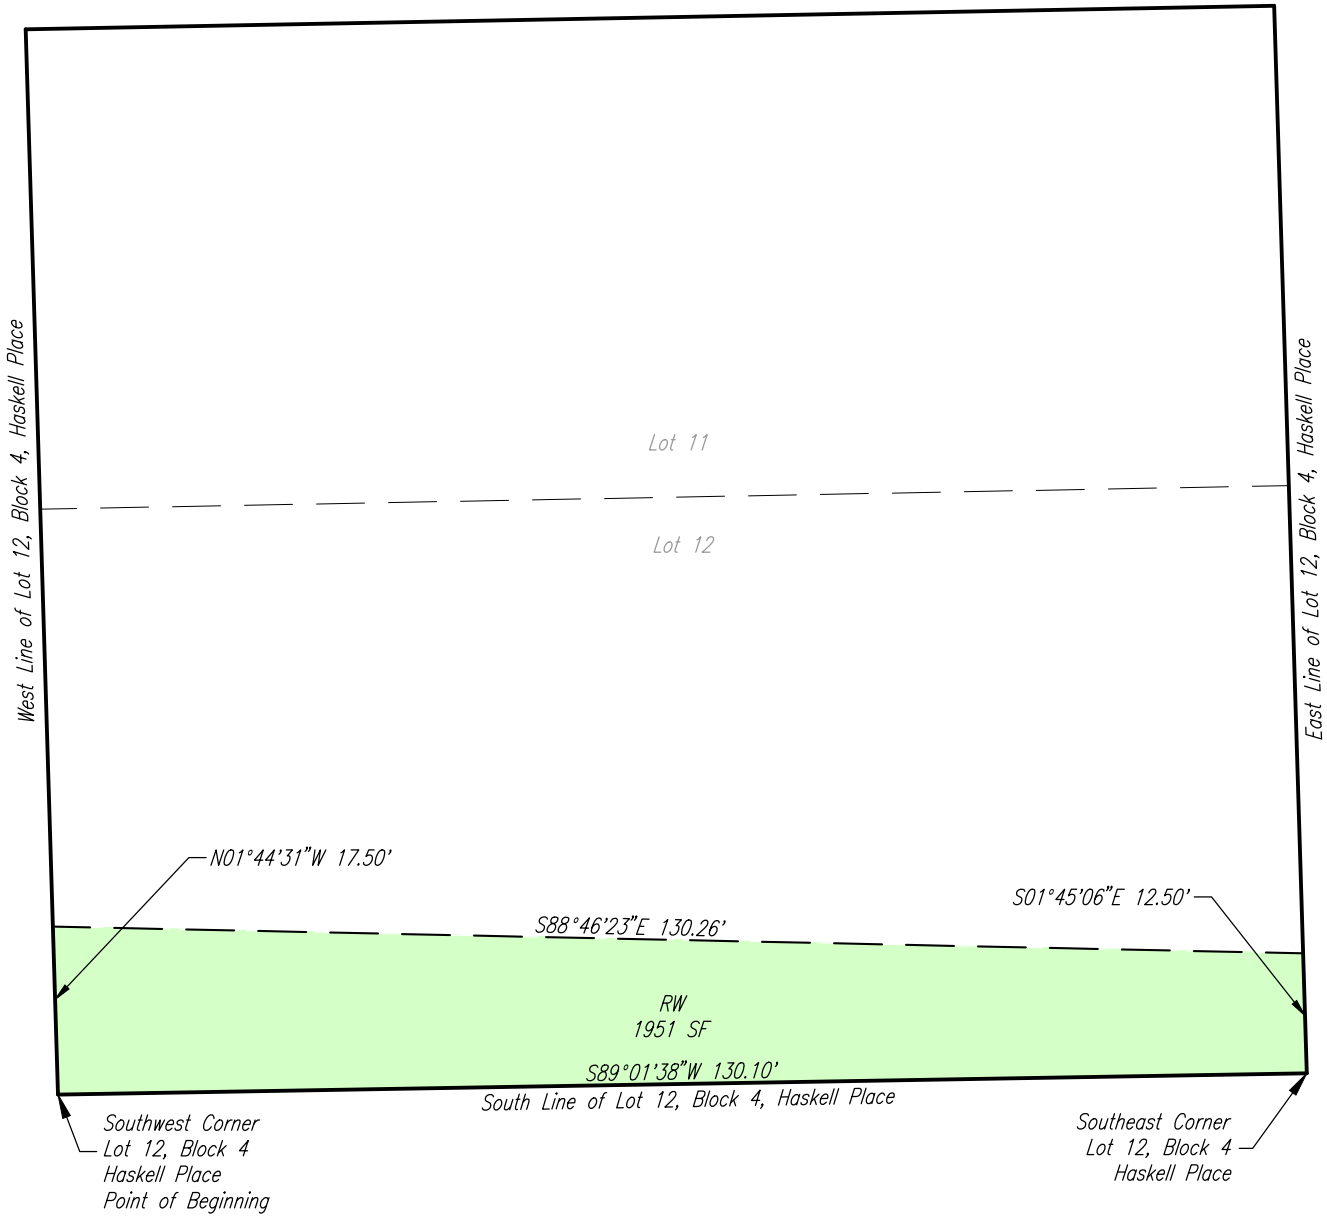 West Line of Lot 12, Block 4, Haskell Place
East Line of Lot 12, Block 4, Haskell Place
Lot 11
Lot 12
N01°44'31"W 17.50'
S01°45'06"E 12.50'
S88°46'23"E 130.26'
RW
1951 SF
S89°01'38"W 130.10'
South Line of Lot 12, Block 4, Haskell Place
Southwest Corner
Lot 12, Block 4
Haskell Place
Point of Beginning
Southeast Corner
Lot 12, Block 4
Haskell Place